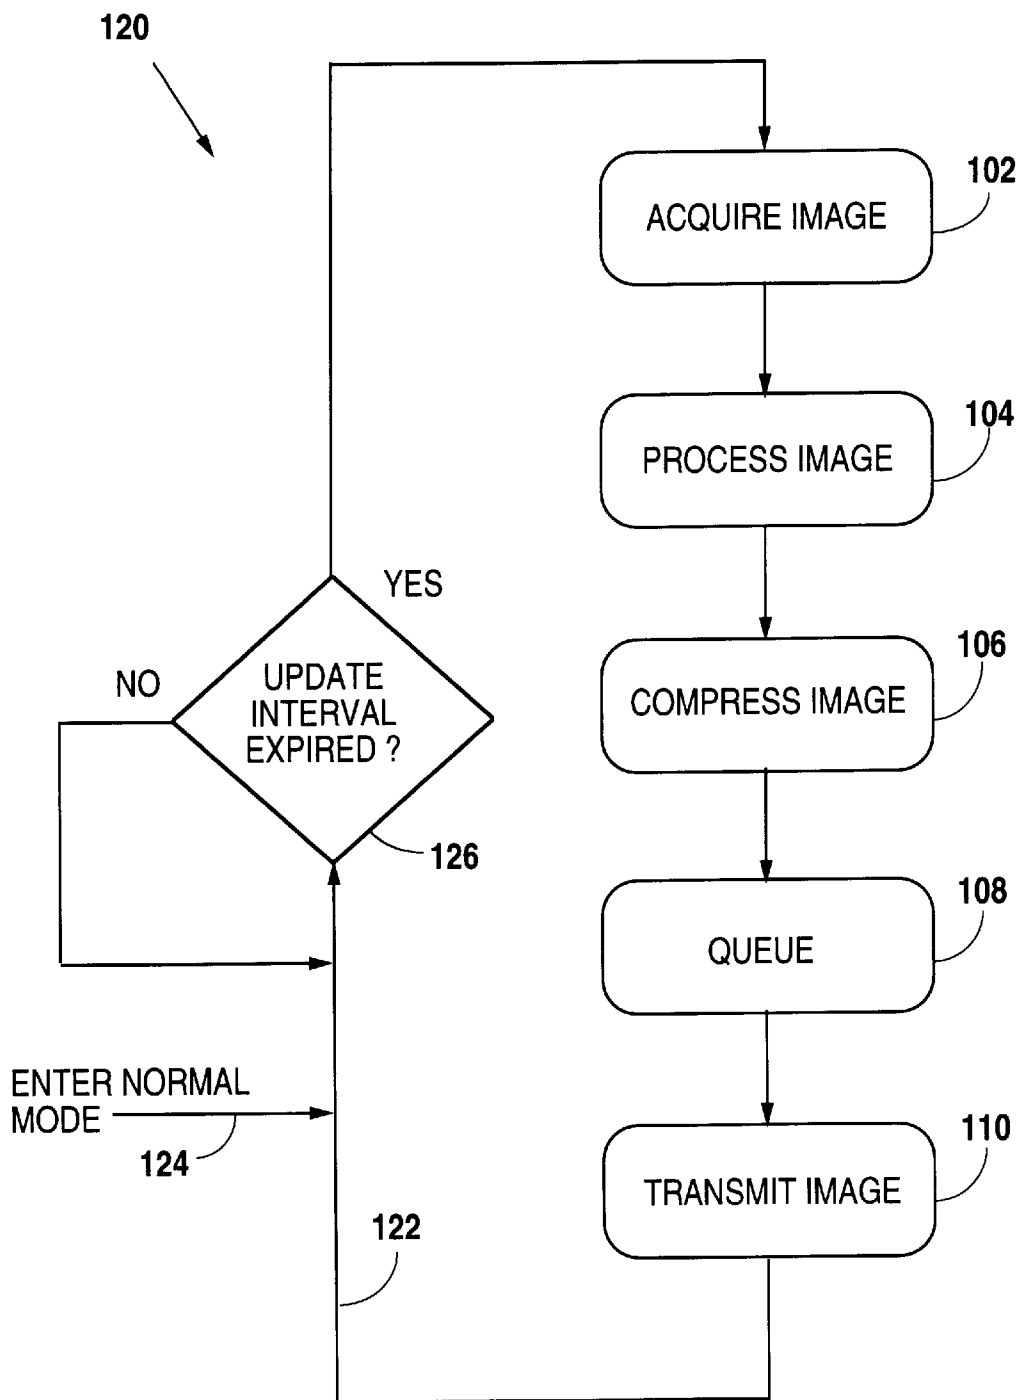 120
102
ACQUIRE IMAGE
104
PROCESS IMAGE
YES
NO
UPDATE
INTERVAL
EXPIRED ?
126
106
COMPRESS IMAGE
108
QUEUE
ENTER NORMAL
MODE
124
110
TRANSMIT IMAGE
122